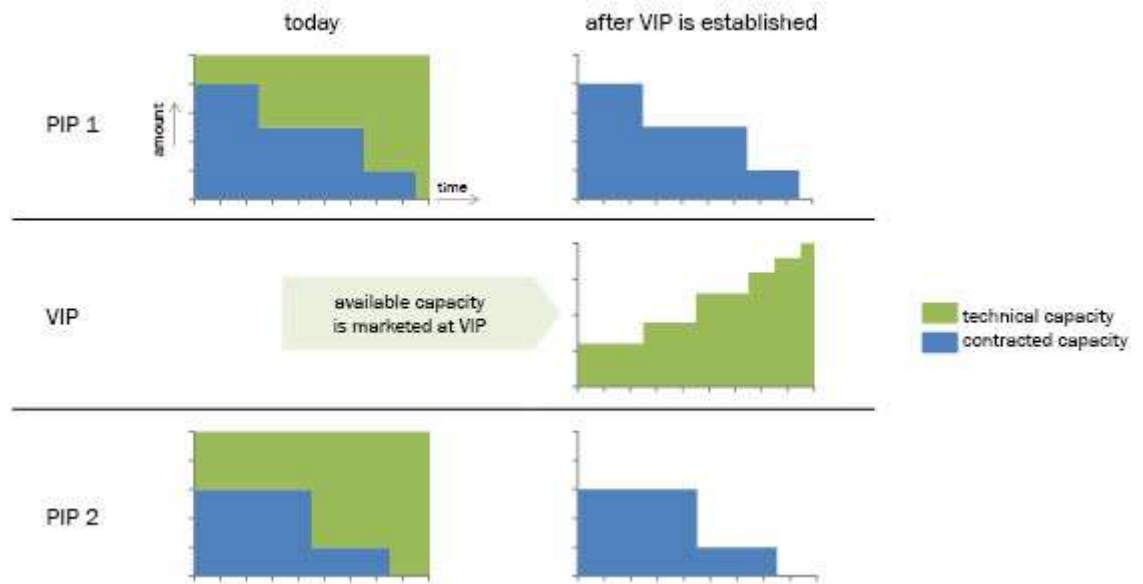 today
after VIP is established
PIP 1
amount
time
VIP
available capacity
is marketed at VIP
technical capacity
contracted capacity
PIP 2